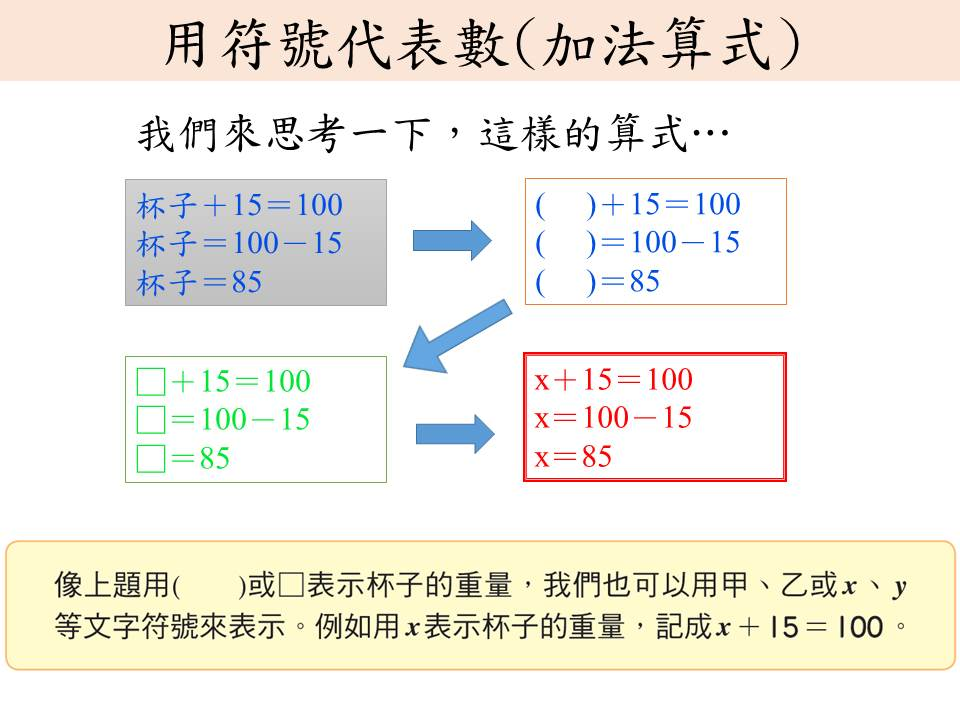 用符號代表數(加法算式)
我們來思考一下，這樣的算式…
杯子＋15＝100
杯子＝100－15
杯子＝85
(　)＋15＝100
(　)＝100－15
(　)＝85
□＋15＝100
□＝100－15
□＝85
x＋15＝100
x＝100－15
x＝85
像上題用(　　)或□表示杯子的重量，我們也可以用甲、乙或 x 、 y
等文字符號來表示。例如用 x 表示杯子的重量，記成 x＋15＝100 。